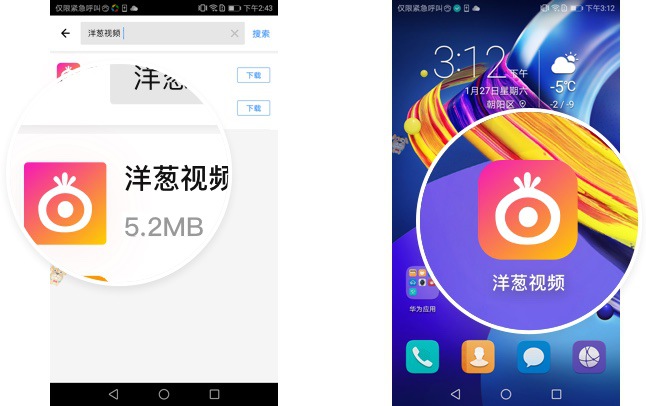 仅限紧急呼叫
下午2:43
洋葱视频
搜索
下载
洋葱
下载
洋葱视频
5.2MB
仅限紧急呼叫
下午3:12
3:12下午
1月27日星期六
朝阳区
-5℃
-2 / -9
洋葱视频
华为应用